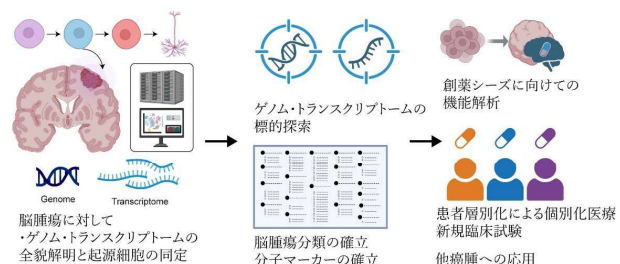 Genome
Transcriptome
脳腫瘍に対して
・ゲノム・トランスクリプトームの
全貌解明と起源細胞の同定
ゲノム・トランスクリプトームの
標的探索
脳腫瘍分類の確立
分子マーカーの確立
創薬シーズに向けての
機能解析
患者層別化による個別化医療
新規臨床試験
他癌腫への応用